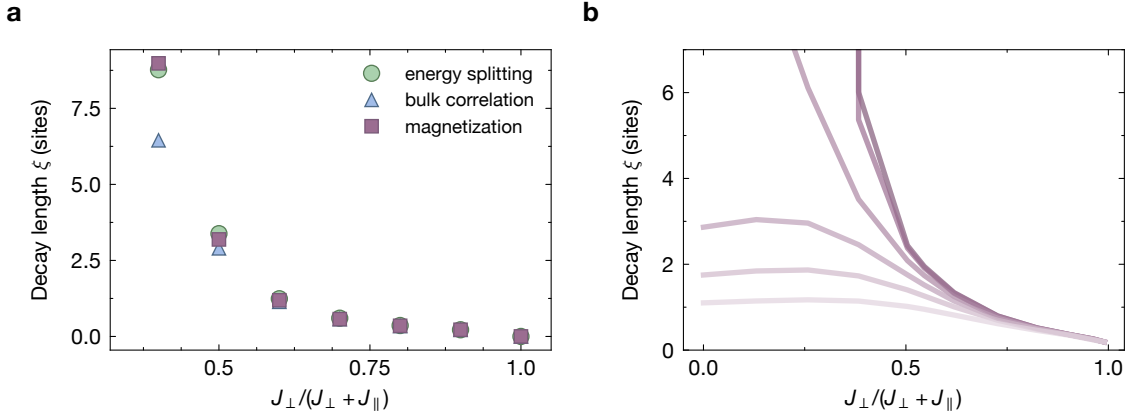 a
b
Decay length ξ (sites)
7.5
5.0
2.5
0.0
energy splitting
bulk correlation
magnetization
0.5
0.75
1.0
J⊥/(J⊥ + J∥)
Decay length ξ (sites)
6
4
2
0
0.0
0.5
1.0
J⊥/(J⊥ + J∥)